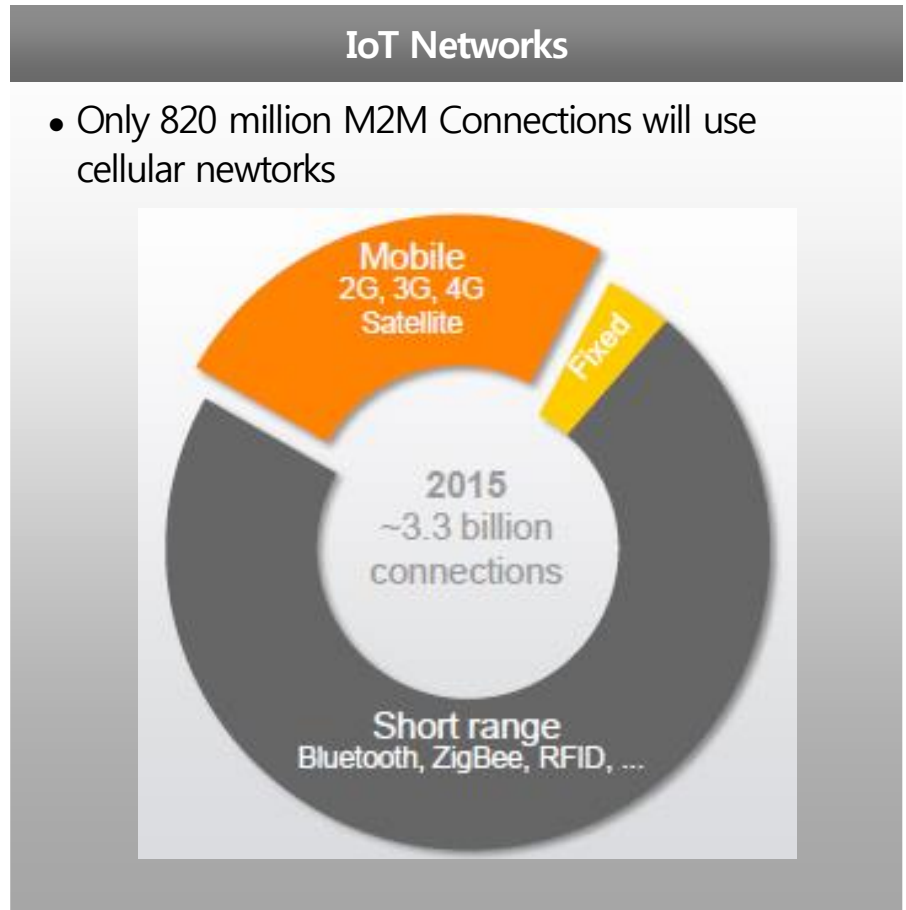 IoT Networks
• Only 820 million M2M Connections will use
cellular newtorks
Mobile
2G, 3G, 4G
Satellite
Fixed
2015
~3.3 billion
connections
Short range
Bluetooth, ZigBee, RFID, ...